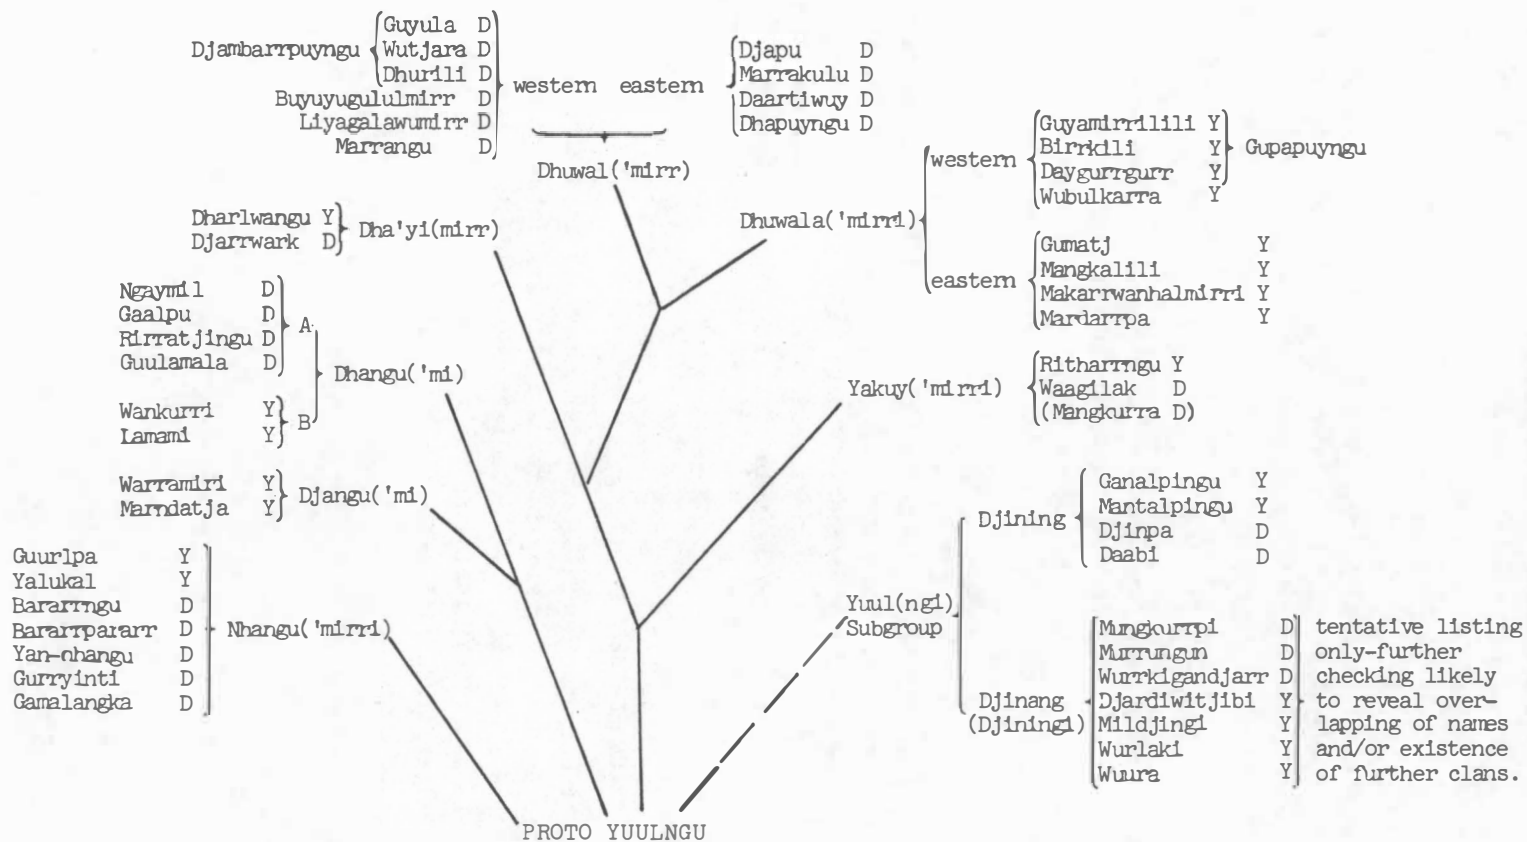 Djambarrpuyngu
Guyula D
Wutjara D
Dhurili D
Buyuyugululmirr D
Liyagalawumirr D
Marrangu D
western eastern
Djapu D
Marrakulu D
Daartiwuy D
Dhapuyngu D
Dhuwal('mirr)
Dhuwala('mirri)
western
Guyamirrilili Y
Birrkili Y
Daygurrgurr Y
Wubulkarra Y
Gupapuyngu
eastern
Gumatj Y
Mangkalili Y
Makarrwanhalmirri Y
Mardarrpa Y
Dharlwangu Y
Djarrwark D
Dha'yi(mirr)
Ngaymil D
Gaalpu D
Rirratjingu D
Guulamala D
A
Wankurri Y
Lamami Y
B
Dhangu('mi)
Yakuy('mirri)
Ritharrngu Y
Waagilak D
(Mangkurra D)
Warramiri Y
Marndatja Y
Djangu('mi)
Guurlpa Y
Yalukal Y
Bararrngu D
Bararrpararr D
Yan-nhangu D
Gurryinti D
Gamalangka D
Nhangu('mirri)
Yuul(ngi)
Subgroup
Djining
Ganalpingu Y
Mantalpingu Y
Djinpa D
Daabi D
Djinang
(Djiningi)
Mungkurrpi D
Murrungun D
Wurrkigandjarr D
Djardiwitjibi Y
Mildjingi Y
Wurlaki Y
Wuura Y
tentative listing
only-further
checking likely
to reveal over-
lapping of names
and/or existence
of further clans.
PROTO YUULNGU